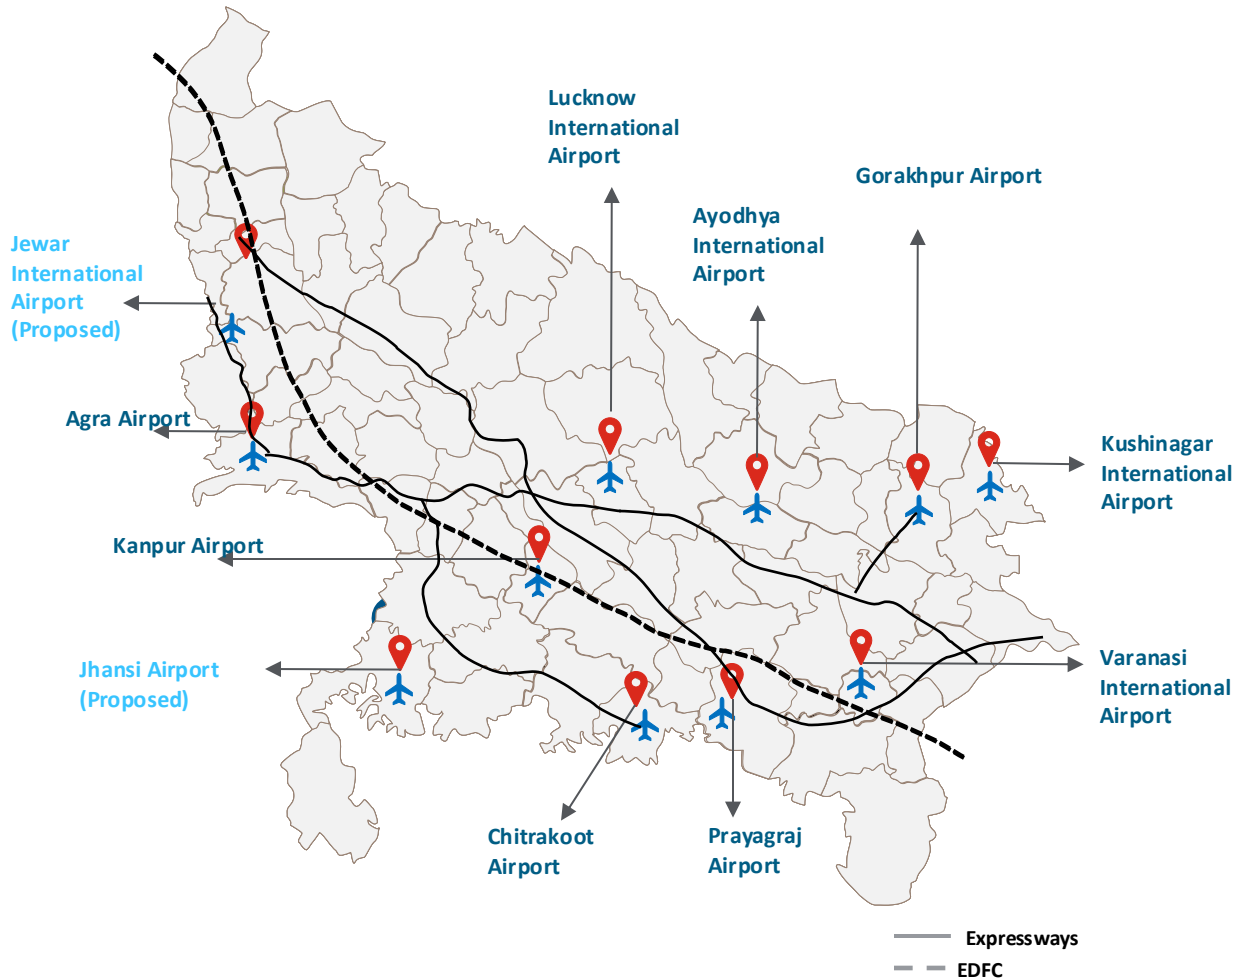 Lucknow
International
Airport
Gorakhpur Airport
Ayodhya
International
Airport
Jewar
International
Airport
(Proposed)
Agra Airport
Kushinagar
International
Airport
Kanpur Airport
Jhansi Airport
(Proposed)
Varanasi
International
Airport
Chitrakoot
Airport
Prayagraj
Airport
Expressways
EDFC